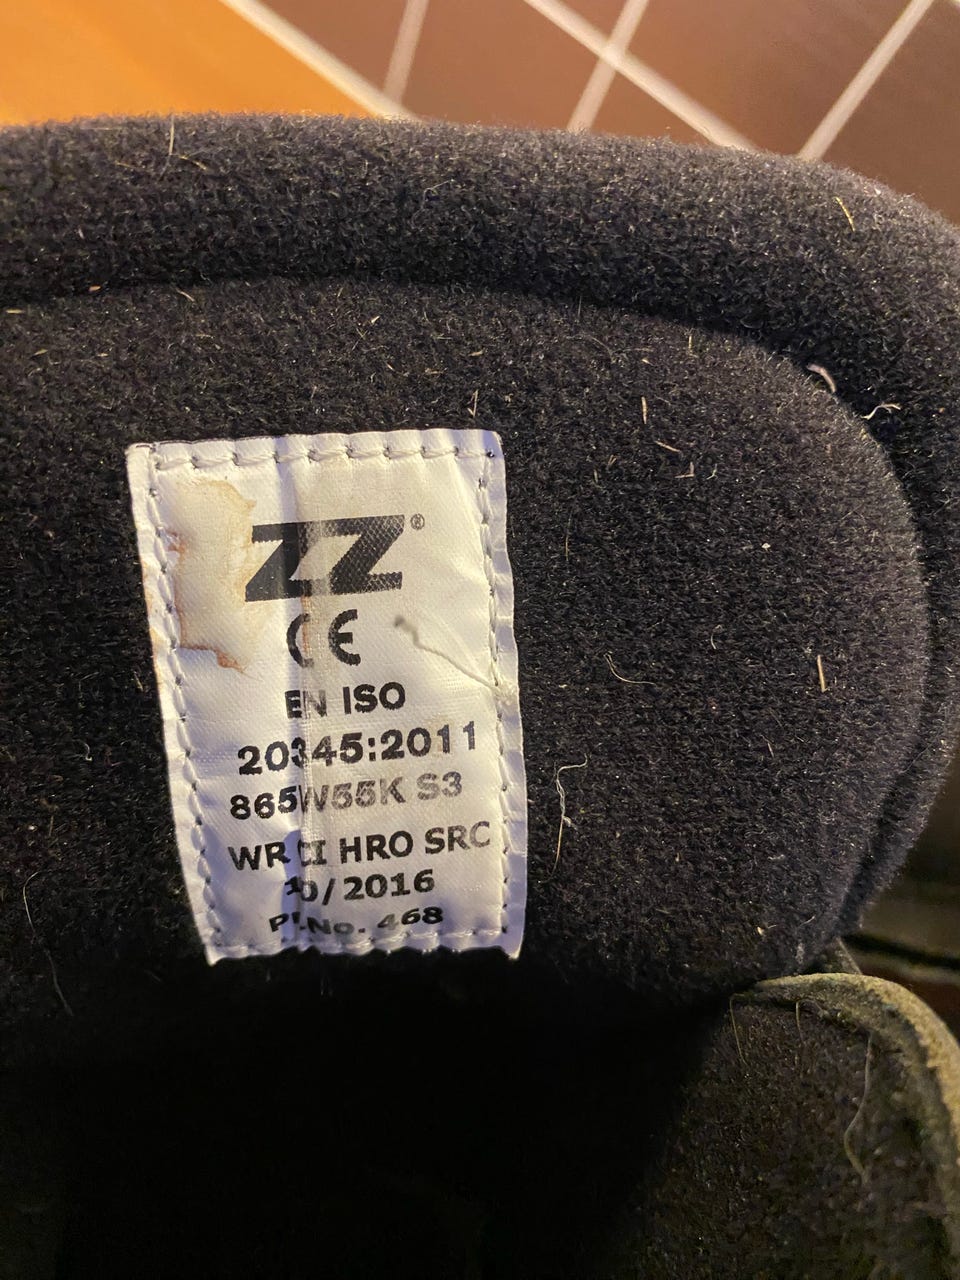 ZZ®
CE
EN ISO
20345:2011
865W55K S3
WR CI HRO SRC
10/2016
No. 468